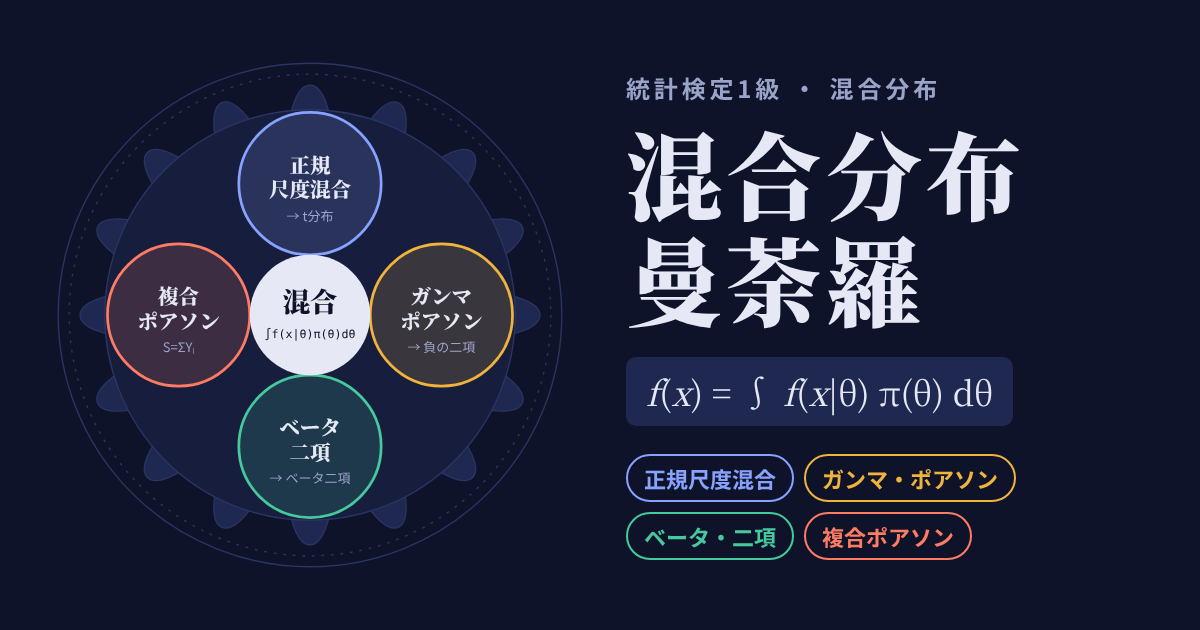 正規
尺度混合
→ t分布
複合
ポアソン
S=ΣYᵢ
混合
∫f(x|θ)π(θ)dθ
ガンマ
ポアソン
→ 負の二項
ベータ
二項
→ ベータ二項
統計検定1級 ・ 混合分布
混合分布
曼荼羅
f(x) = ∫ f(x|θ) π(θ) dθ
正規尺度混合
ガンマ・ポアソン
ベータ・二項
複合ポアソン